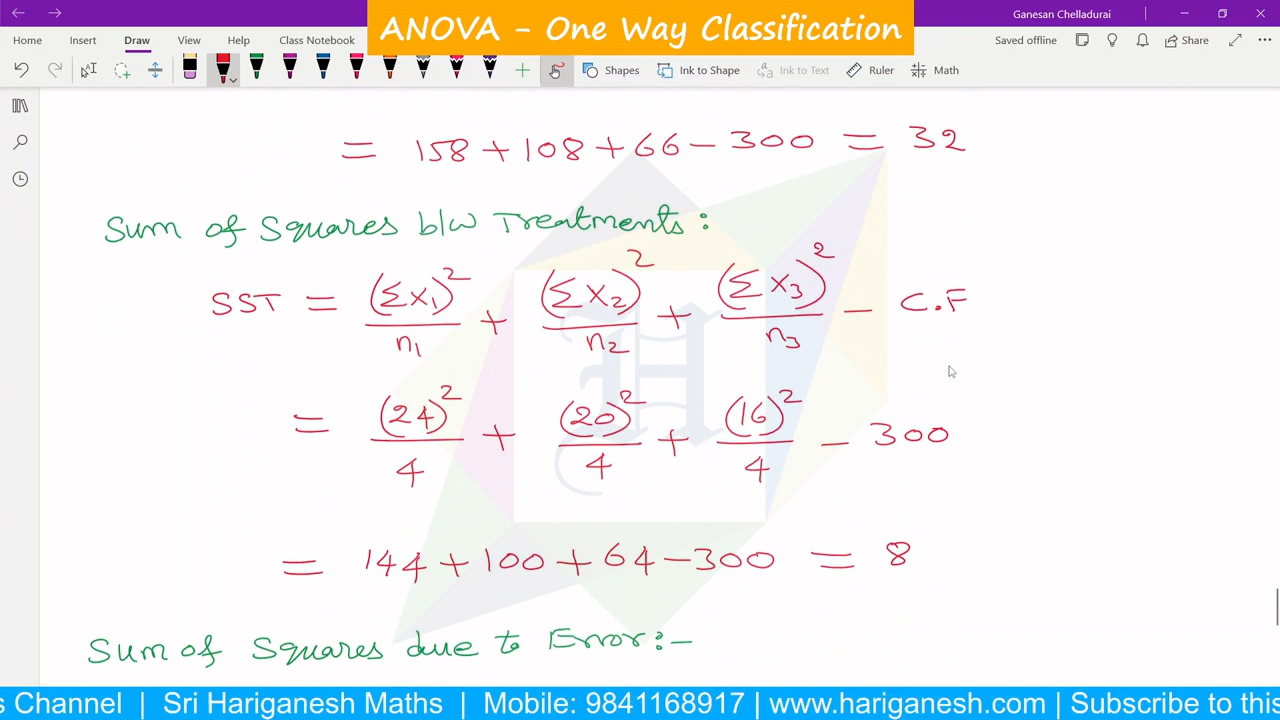 ANOVA - One Way Classification
Ganesan Chelladurai
Home Insert Draw View Help Class Notebook Saved offline Share
Shapes Ink to Shape Ink to Text Ruler Math
= 158 + 108 + 66 - 300 = 32
Sum of Squares b/w Treatments :
SST = (ΣX₁)²/n₁ + (ΣX₂)²/n₂ + (ΣX₃)²/n₃ - C.F
= (24)²/4 + (20)²/4 + (16)²/4 - 300
= 144 + 100 + 64 - 300 = 8
Sum of Squares due to Error :-
s Channel | Sri Hariganesh Maths | Mobile: 9841168917 | www.hariganesh.com | Subscribe to this